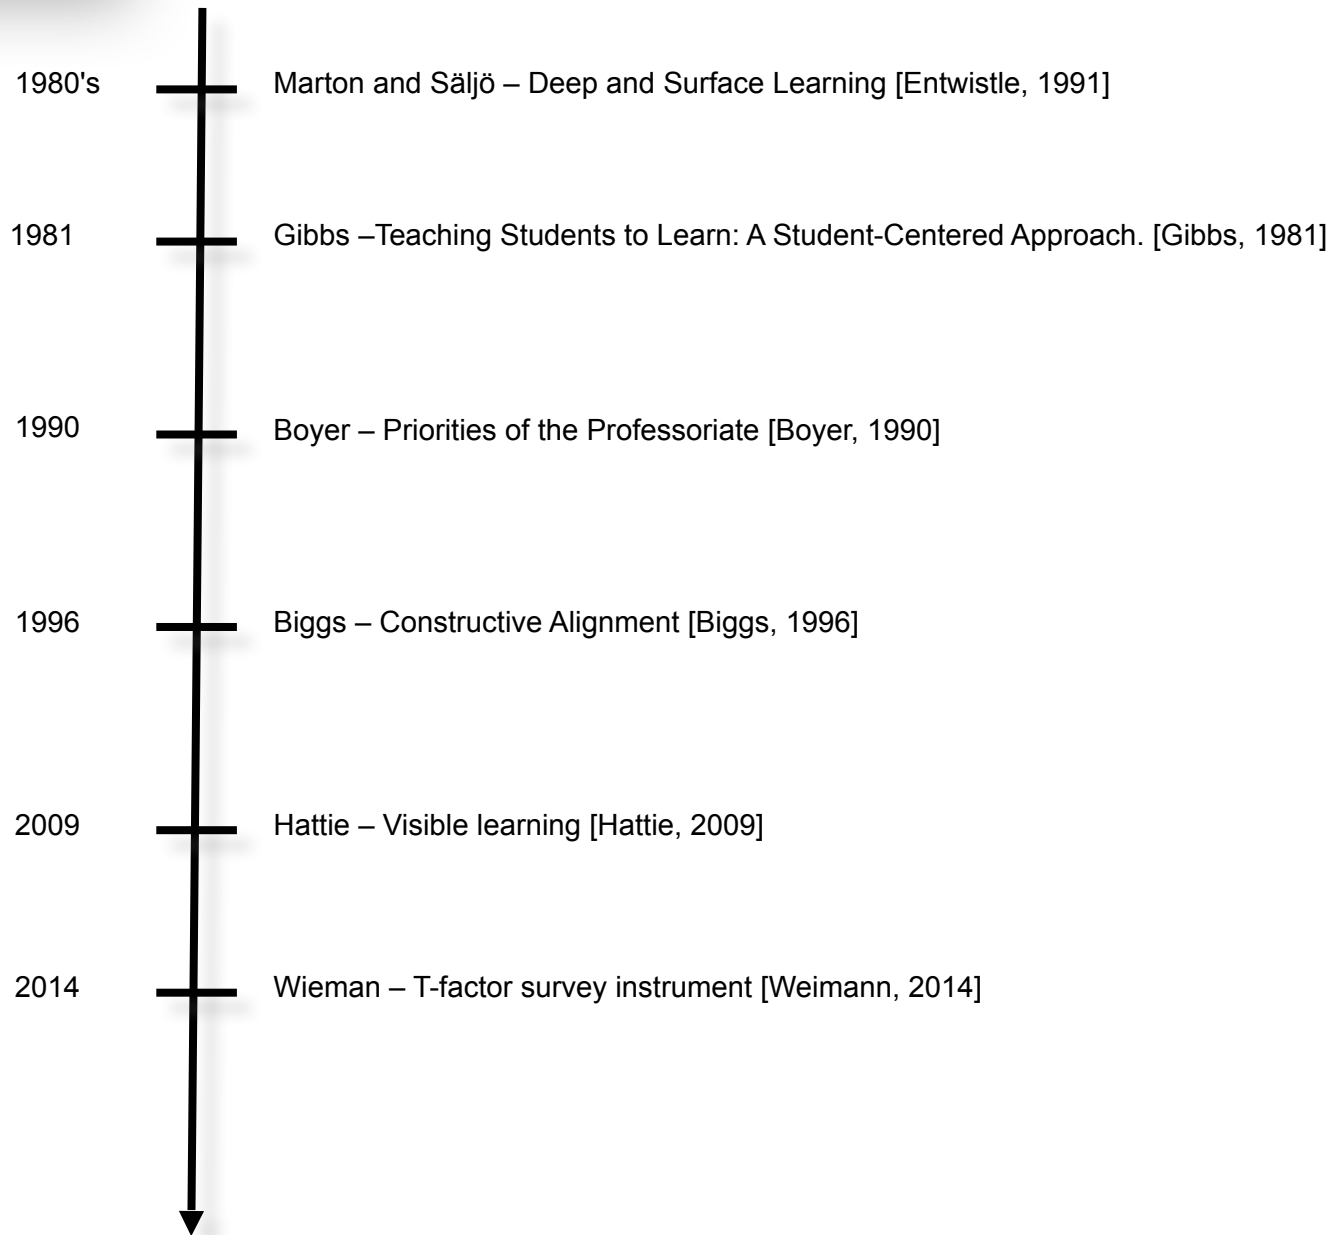 1980's Marton and Säljö – Deep and Surface Learning [Entwistle, 1991]
1981 Gibbs –Teaching Students to Learn: A Student-Centered Approach. [Gibbs, 1981]
1990 Boyer – Priorities of the Professoriate [Boyer, 1990]
1996 Biggs – Constructive Alignment [Biggs, 1996]
2009 Hattie – Visible learning [Hattie, 2009]
2014 Wieman – T-factor survey instrument [Weimann, 2014]